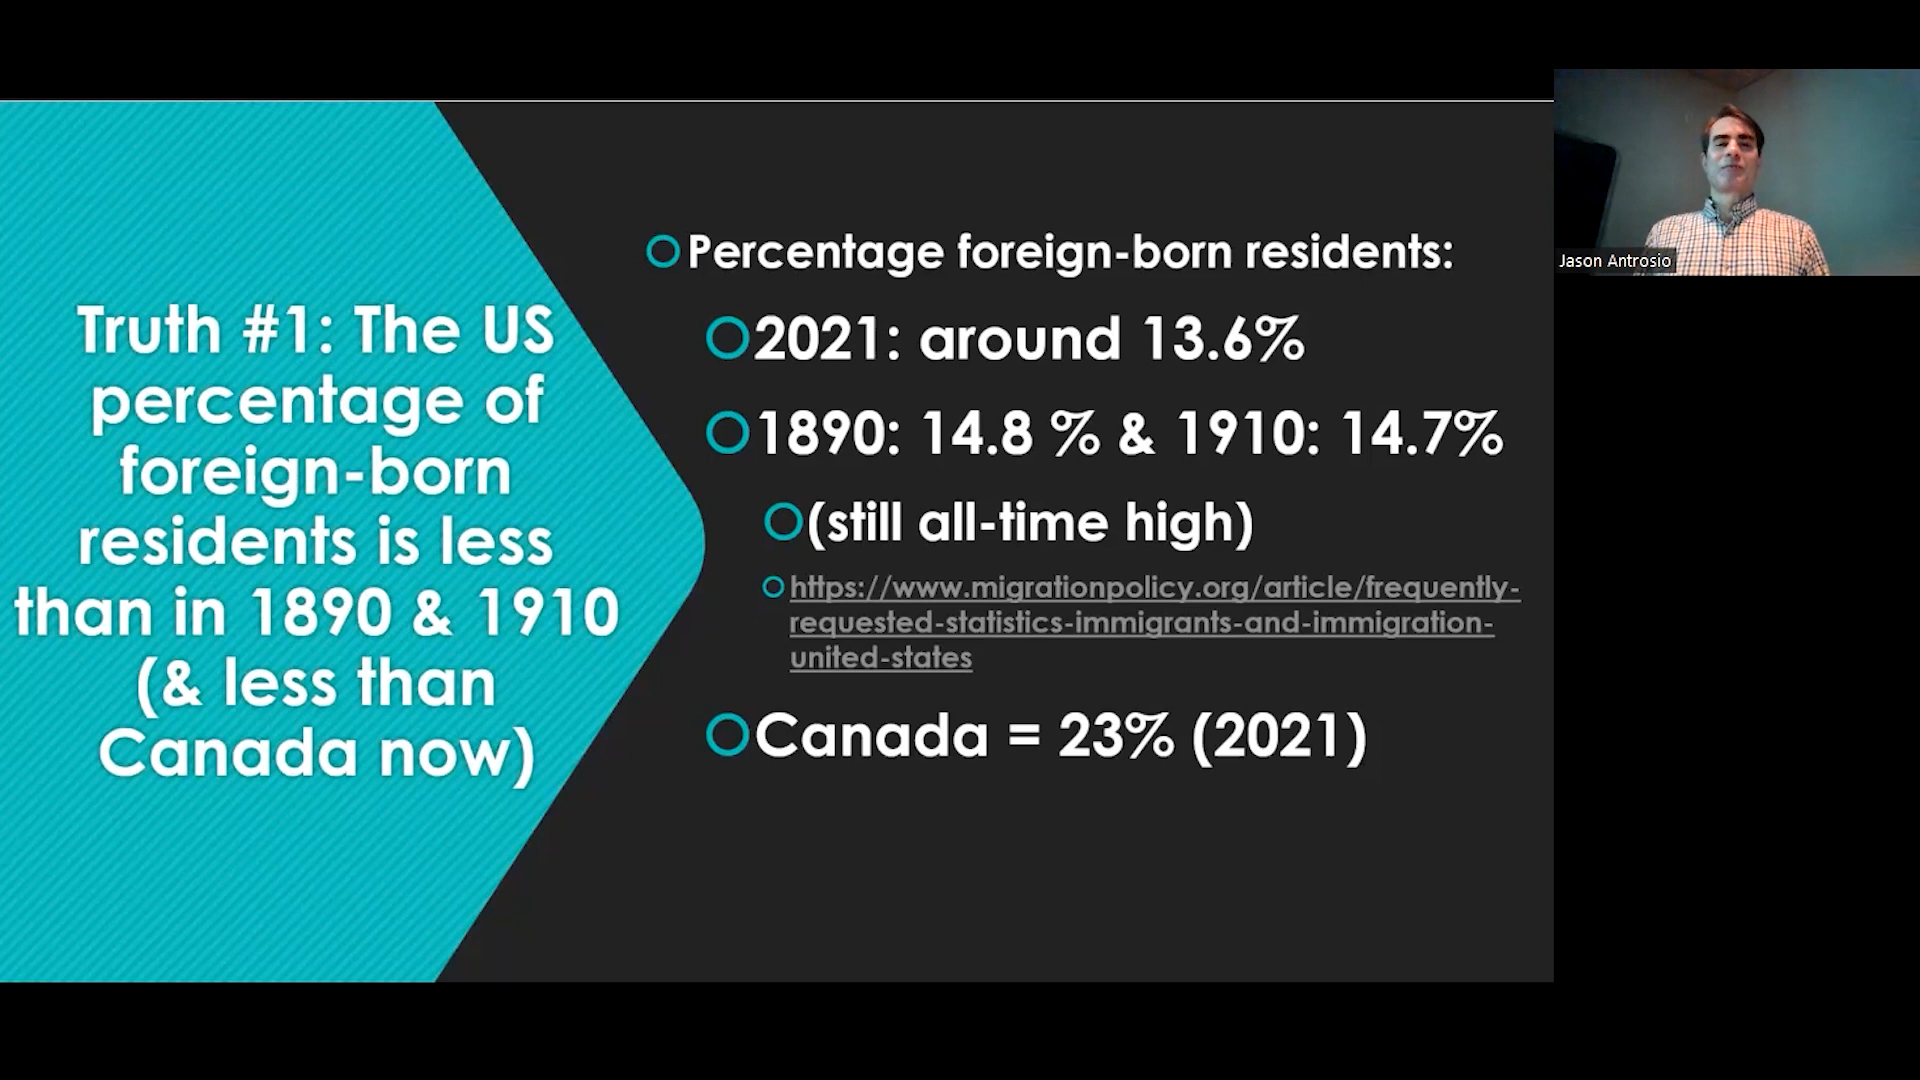 Truth #1: The US
percentage of
foreign-born
residents is less
than in 1890 & 1910
(& less than
Canada now)
Percentage foreign-born residents:
2021: around 13.6%
1890: 14.8 % & 1910: 14.7%
(still all-time high)
https://www.migrationpolicy.org/article/frequently-
requested-statistics-immigrants-and-immigration-
united-states
Canada = 23% (2021)
Jason Antrosio